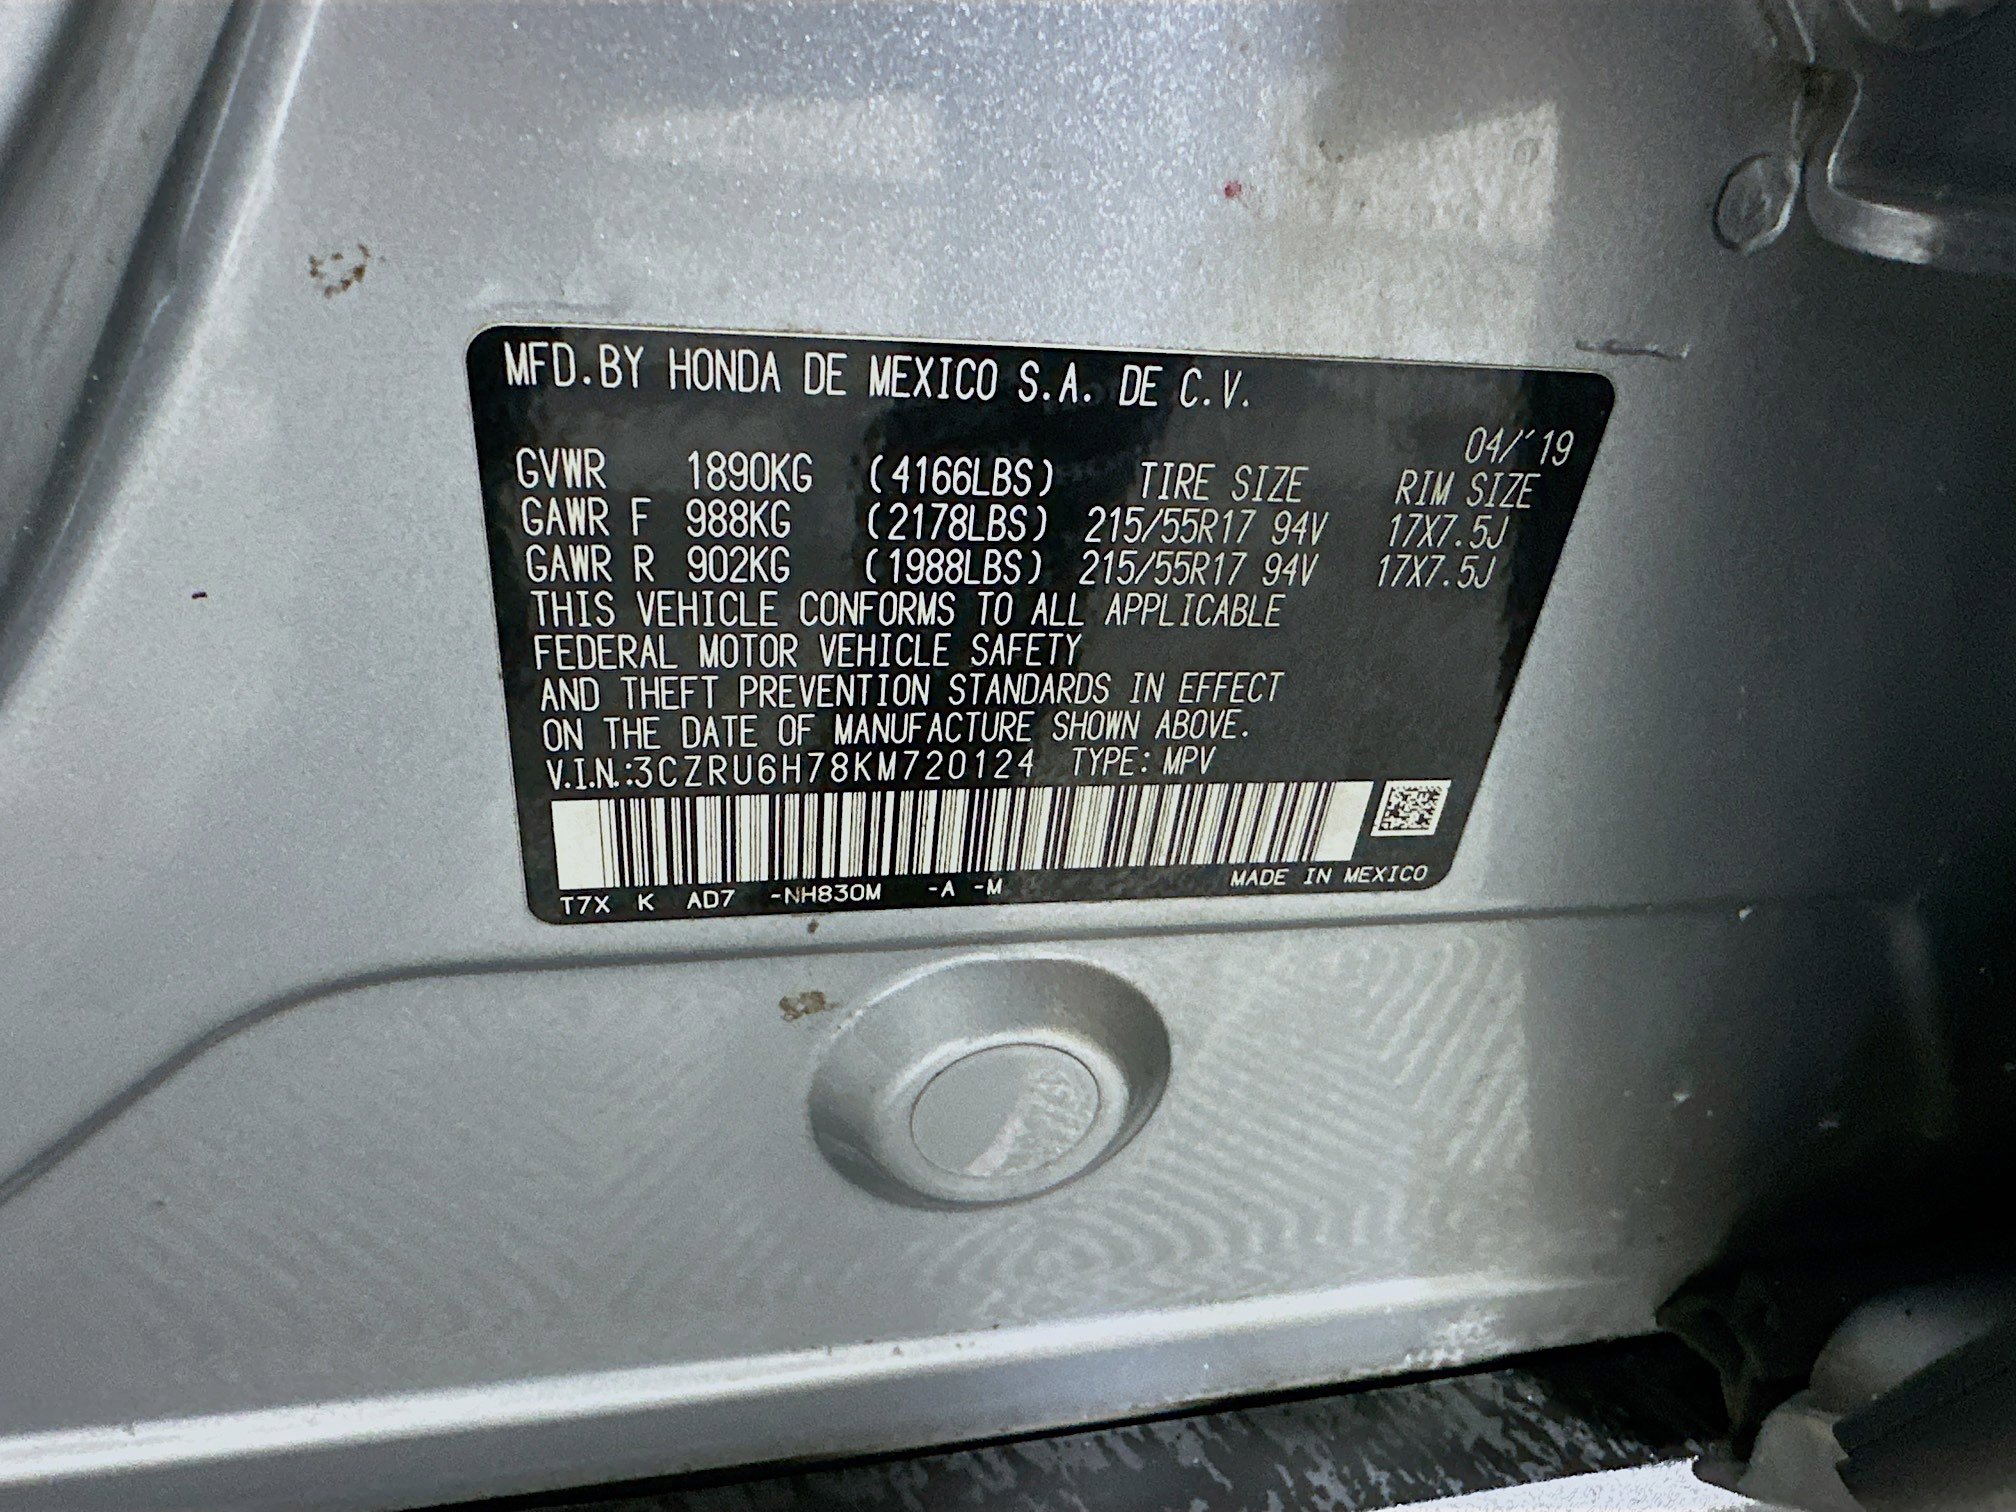 MFD.BY HONDA DE MEXICO S.A. DE C.V.
04/'19
GVWR 1890KG (4166LBS) TIRE SIZE RIM SIZE
GAWR F 988KG (2178LBS) 215/55R17 94V 17X7.5J
GAWR R 902KG (1988LBS) 215/55R17 94V 17X7.5J
THIS VEHICLE CONFORMS TO ALL APPLICABLE
FEDERAL MOTOR VEHICLE SAFETY
AND THEFT PREVENTION STANDARDS IN EFFECT
ON THE DATE OF MANUFACTURE SHOWN ABOVE.
V.I.N.:3CZRU6H78KM720124 TYPE: MPV
T7X K AD7 -NH830M -A -M MADE IN MEXICO